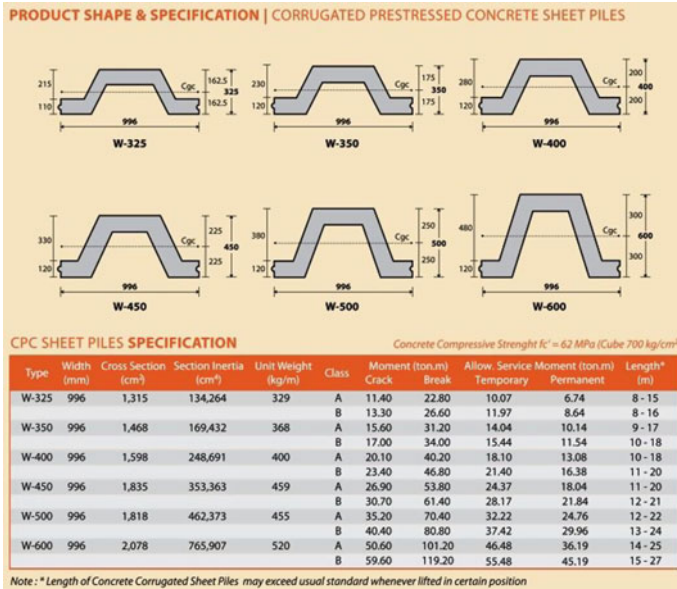 PRODUCT SHAPE & SPECIFICATION | CORRUGATED PRESTRESSED CONCRETE SHEET PILES
215 110 Cgc 162.5 162.5 325
996
W-325
230 120 Cgc 175 175 350
996
W-350
280 120 Cgc 200 200 400
996
W-400
330 120 Cgc 225 225 450
996
W-450
380 120 Cgc 250 250 500
996
W-500
480 120 Cgc 300 300 600
996
W-600
CPC SHEET PILES SPECIFICATION
Concrete Compressive Strenght fc' = 62 MPa (Cube 700 kg/cm²
Type Width (mm) Cross Section (cm²) Section Inertia (cm⁴) Unit Weight (kg/m) Class Moment (ton.m) Crack Break Allow. Service Moment (ton.m) Temporary Permanent Length* (m)
W-325 996 1,315 134,264 329 A 11.40 22.80 10.07 6.74 8 - 15
B 13.30 26.60 11.97 8.64 8 - 16
W-350 996 1,468 169,432 368 A 15.60 31.20 14.04 10.14 9 - 17
B 17.00 34.00 15.44 11.54 10 - 18
W-400 996 1,598 248,691 400 A 20.10 40.20 18.10 13.08 10 - 18
B 23.40 46.80 21.40 16.38 11 - 20
W-450 996 1,835 353,363 459 A 26.90 53.80 24.37 18.04 11 - 20
B 30.70 61.40 28.17 21.84 12 - 21
W-500 996 1,818 462,373 455 A 35.20 70.40 32.22 24.76 12 - 22
B 40.40 80.80 37.42 29.96 13 - 24
W-600 996 2,078 765,907 520 A 50.60 101.20 46.48 36.19 14 - 25
B 59.60 119.20 55.48 45.19 15 - 27
Note : * Length of Concrete Corrugated Sheet Piles may exceed usual standard whenever lifted in certain position